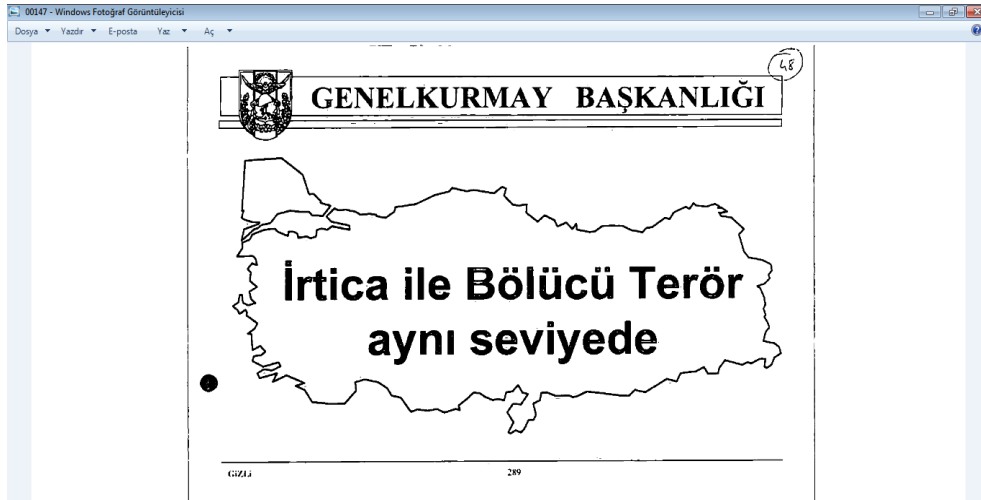 00147 - Windows Fotoğraf Görüntüleyicisi
Dosya Yazdır E-posta Yaz Aç
48
GENELKURMAY BAŞKANLIĞI
İrtica ile Bölücü Terör
aynı seviyede
GİZLİ 289